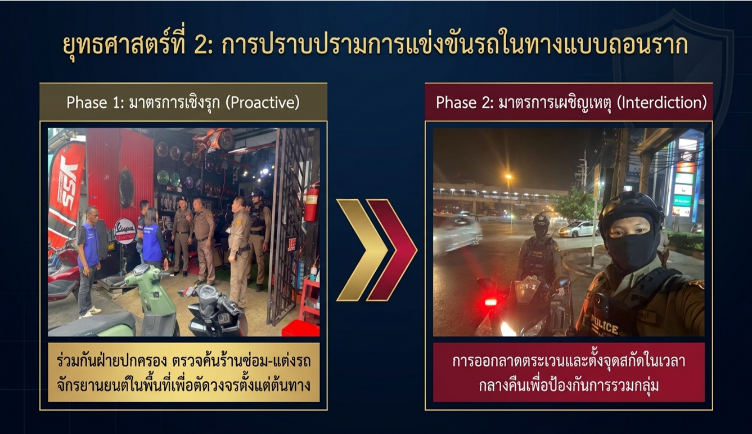 ยุทธศาสตร์ที่ 2: การปราบปรามการแข่งขันรถในทางแบบถอนราก
Phase 1: มาตรการเชิงรุก (Proactive)
YSS
ร่วมกันฝ่ายปกครอง ตรวจค้นร้านซ่อม-แต่งรถ
จักรยานยนต์ในพื้นที่เพื่อตัดวงจรตั้งแต่ต้นทาง
Phase 2: มาตรการเผชิญเหตุ (Interdiction)
POLICE
การออกลาดตระเวนและตั้งจุดสกัดในเวลา
กลางคืนเพื่อป้องกันการรวมกลุ่ม